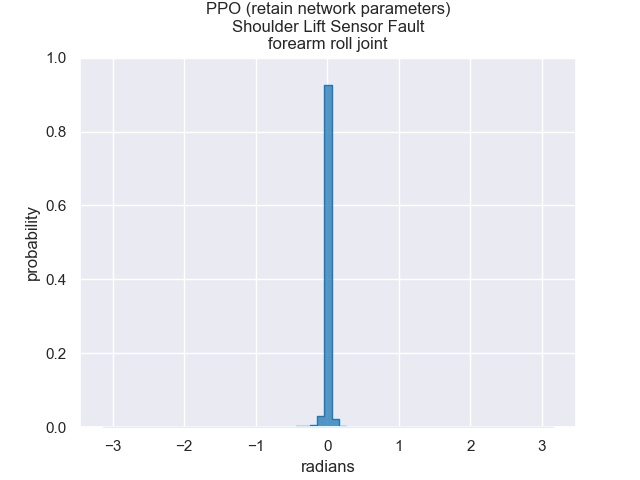 PPO (retain network parameters)
Shoulder Lift Sensor Fault
forearm roll joint
1.0
0.8
0.6
0.4
0.2
0.0
probability
−3 −2 −1 0 1 2 3
radians